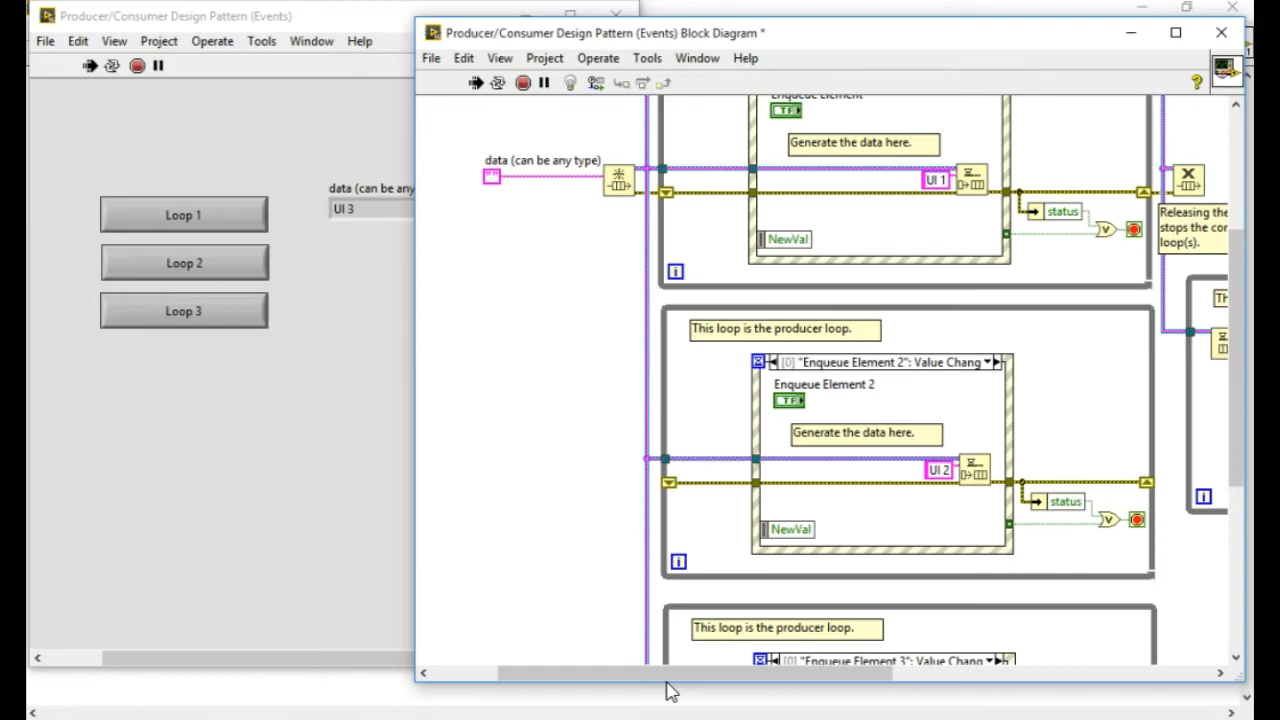 Producer/Consumer Design Pattern (Events)
File Edit View Project Operate Tools Window Help
Loop 1
Loop 2
Loop 3
data (can be any
UI 3
Producer/Consumer Design Pattern (Events) Block Diagram *
File Edit View Project Operate Tools Window Help
Enqueue Element
TF
Generate the data here.
data (can be any type)
UI 1
status
NewVal
i
Releasing the
stops the con
loop(s).
This loop is the producer loop.
[0] "Enqueue Element 2": Value Chang
Enqueue Element 2
TF
Generate the data here.
UI 2
status
NewVal
i
Th
i
This loop is the producer loop.
[0] "Enqueue Element 3": Value Chang